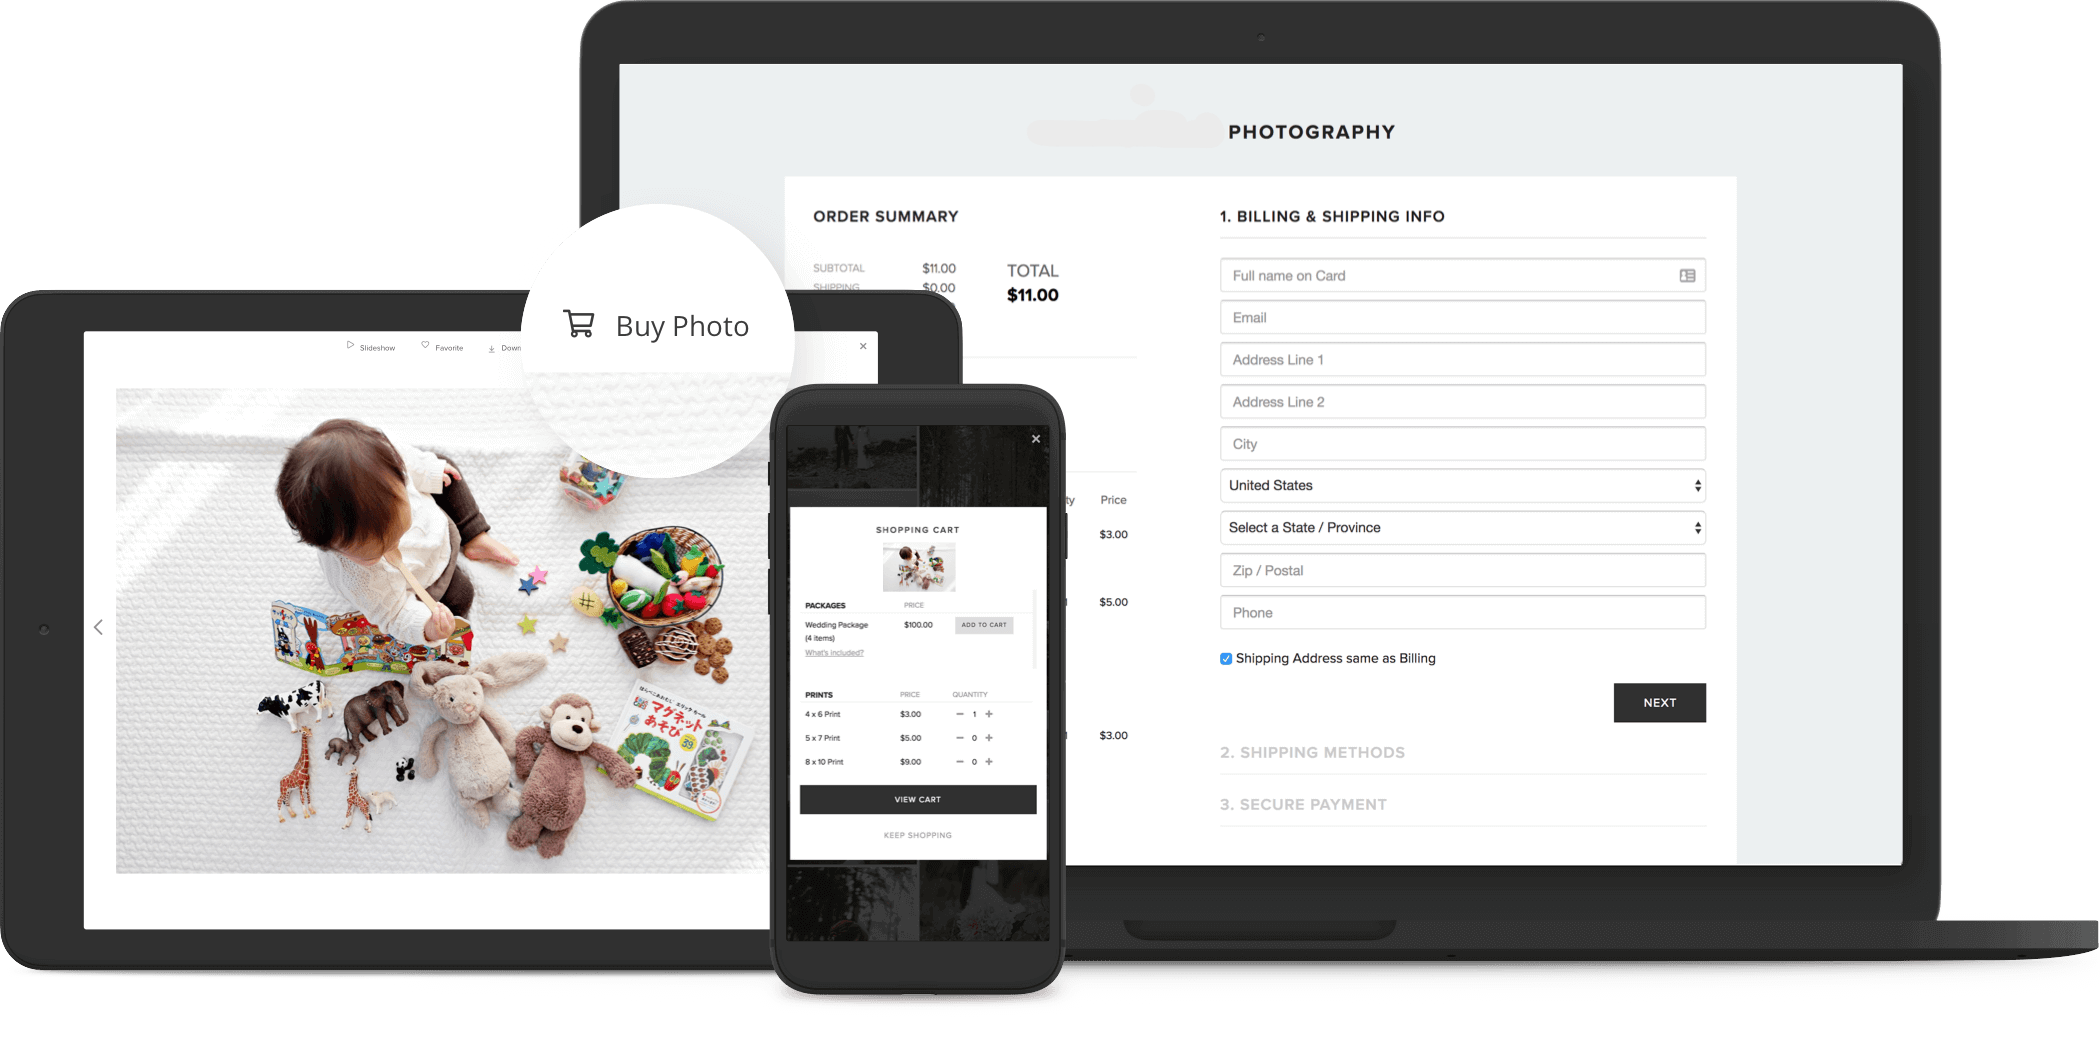 PHOTOGRAPHY
ORDER SUMMARY
SUBTOTAL $11.00
SHIPPING $0.00
TOTAL
$11.00
ty Price
$3.00
$5.00
$3.00
1. BILLING & SHIPPING INFO
Full name on Card
Email
Address Line 1
Address Line 2
City
United States
Select a State / Province
Zip / Postal
Phone
Shipping Address same as Billing
NEXT
2. SHIPPING METHODS
3. SECURE PAYMENT
Buy Photo
Slideshow Favorite Down
マグネット
あそび
SHOPPING CART
PACKAGES PRICE
Wedding Package $100.00 ADD TO CART
(4 items)
What's included?
PRINTS PRICE QUANTITY
4 x 6 Print $3.00 − 1 +
5 x 7 Print $5.00 − 0 +
8 x 10 Print $9.00 − 0 +
VIEW CART
KEEP SHOPPING